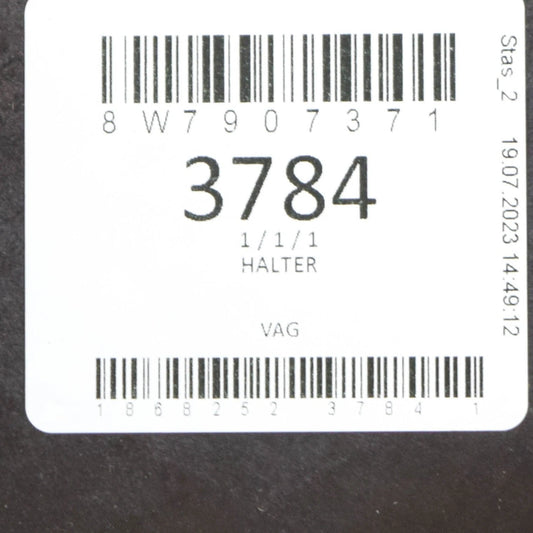 8W7907371
3784
1/1/1
HALTER
VAG
1868252 3784 1
Stas_2 19.07.2023 14:49:12